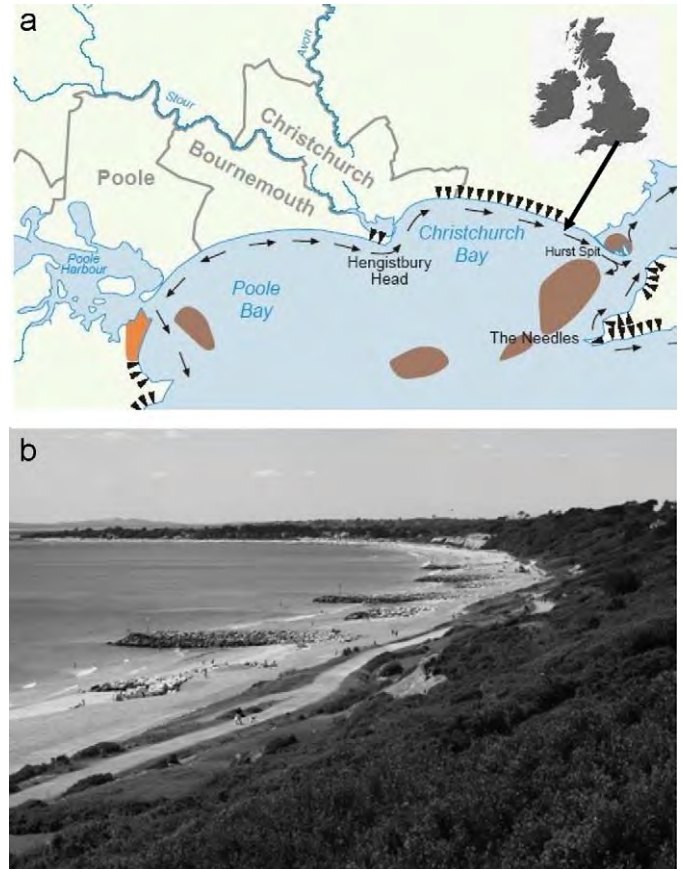 a
Avon
Stour
Christchurch
Bournemouth
Poole
Poole
Harbour
Christchurch
Bay
Hurst Spit
Hengistbury
Head
Poole
Bay
The Needles
b